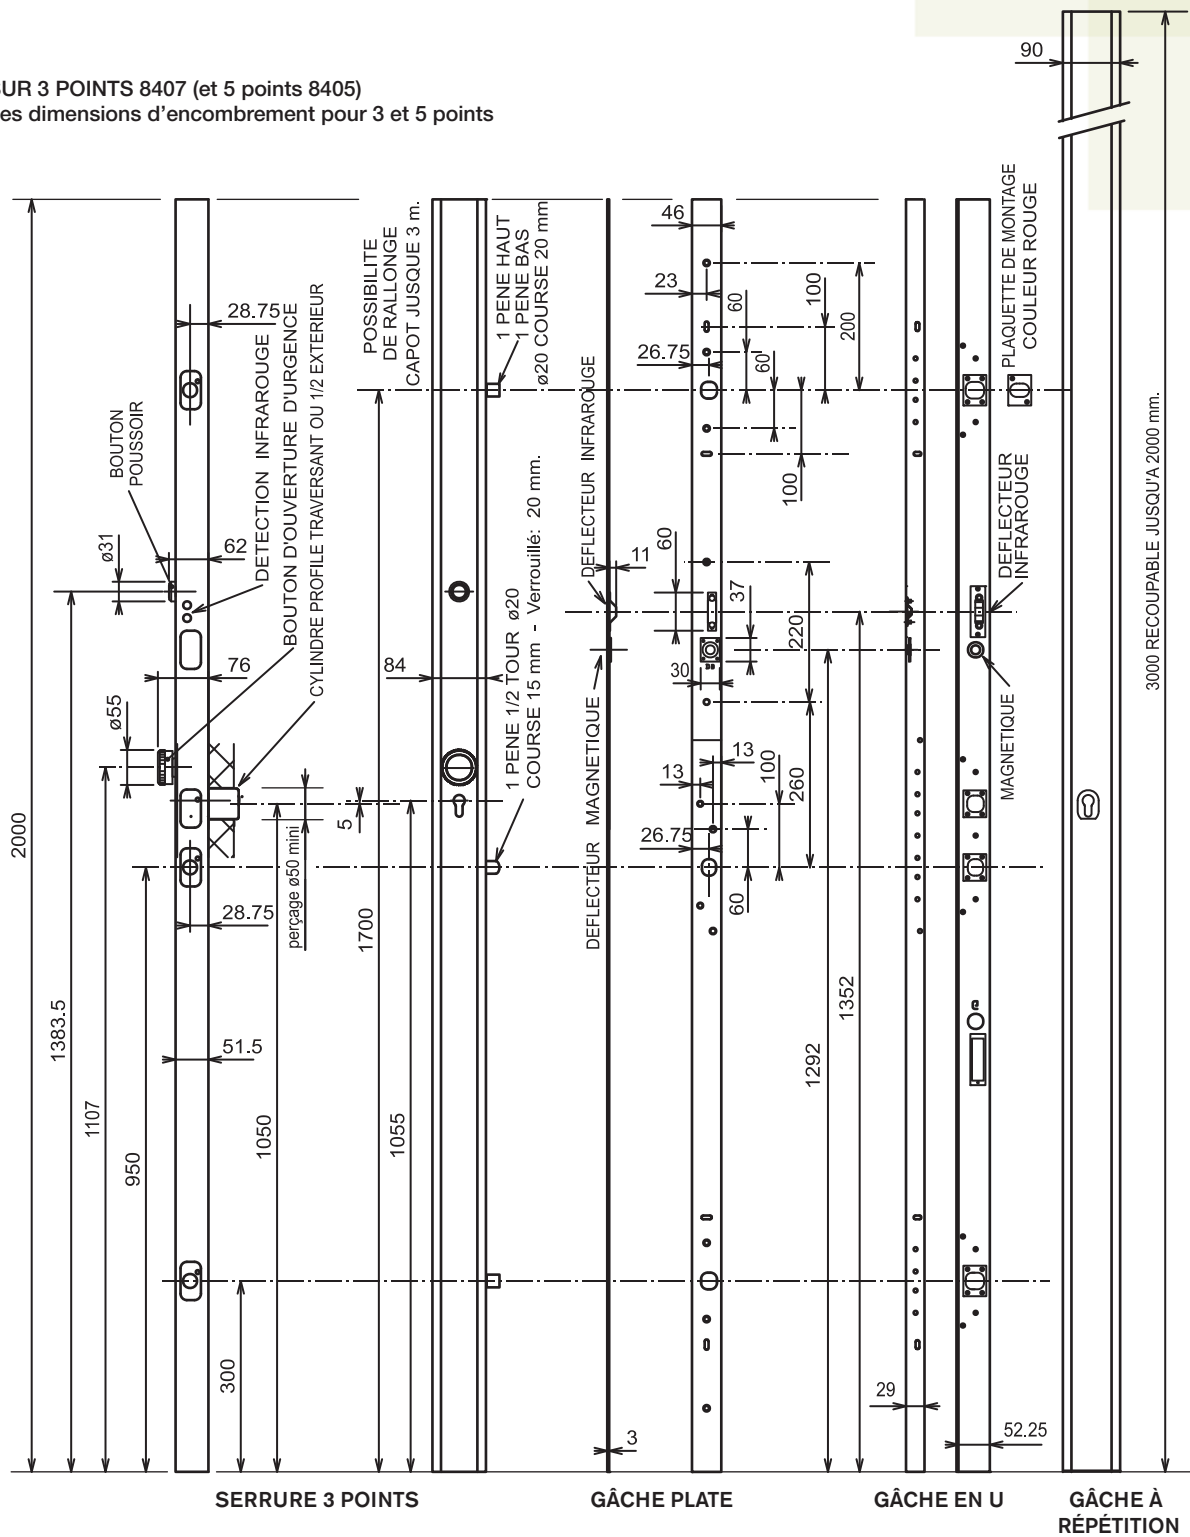 SUR 3 POINTS 8407 (et 5 points 8405)
es dimensions d'encombrement pour 3 et 5 points
90
3000 RECOUPABLE JUSQU'A 2000 mm.
2000
28.75
BOUTON
POUSSOIR
ø31
62
DETECTION INFRAROUGE
BOUTON D'OUVERTURE D'URGENCE
CYLINDRE PROFILE TRAVERSANT OU 1/2 EXTERIEUR
76
ø55
perçage ø50 mini
28.75
51.5
1383.5
1107
950
1050
300
POSSIBILITE
DE RALLONGE
CAPOT JUSQUE 3 m.
1 PENE HAUT
1 PENE BAS
ø20 COURSE 20 mm
84
1 PENE 1/2 TOUR ø20
COURSE 15 mm - Verrouillé: 20 mm.
5
1700
1055
DEFLECTEUR INFRAROUGE
11
DEFLECTEUR MAGNETIQUE
3
46
23
26.75
60
60
100
200
100
60
37
220
30
13
13
100
260
26.75
60
1352
1292
PLAQUETTE DE MONTAGE
COULEUR ROUGE
DEFLECTEUR
INFRAROUGE
MAGNETIQUE
29
52.25
SERRURE 3 POINTS
GÂCHE PLATE
GÂCHE EN U
GÂCHE À
RÉPÉTITION